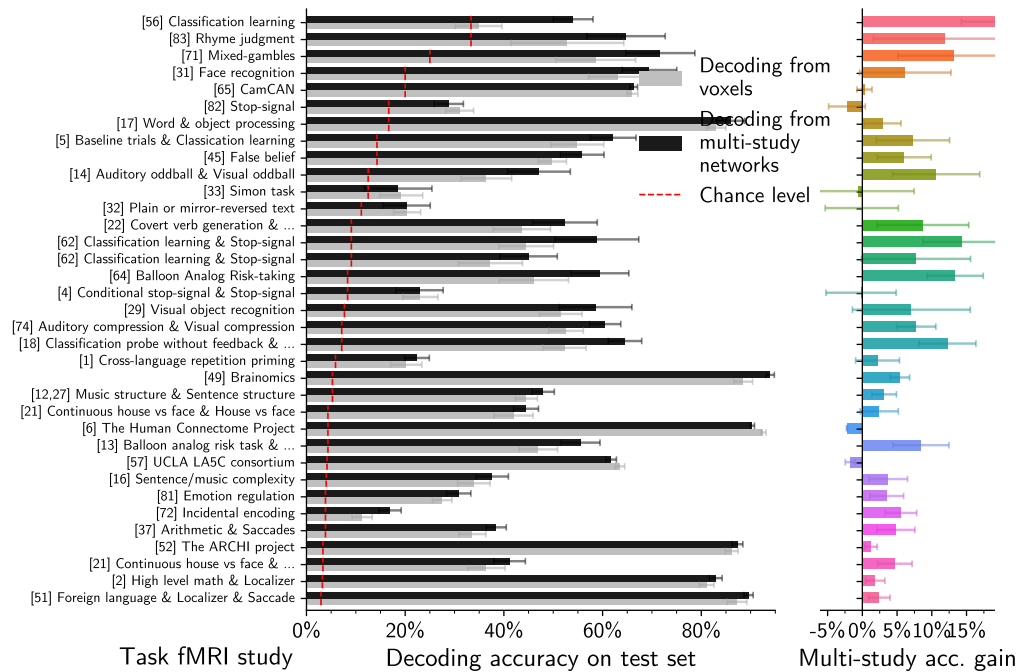 [56] Classification learning
[83] Rhyme judgment
[71] Mixed-gambles
[31] Face recognition
[65] CamCAN
[82] Stop-signal
[17] Word & object processing
[5] Baseline trials & Classication learning
[45] False belief
[14] Auditory oddball & Visual oddball
[33] Simon task
[32] Plain or mirror-reversed text
[22] Covert verb generation & ...
[62] Classification learning & Stop-signal
[62] Classification learning & Stop-signal
[64] Balloon Analog Risk-taking
[4] Conditional stop-signal & Stop-signal
[29] Visual object recognition
[74] Auditory compression & Visual compression
[18] Classification probe without feedback & ...
[1] Cross-language repetition priming
[49] Brainomics
[12,27] Music structure & Sentence structure
[21] Continuous house vs face & House vs face
[6] The Human Connectome Project
[13] Balloon analog risk task & ...
[57] UCLA LA5C consortium
[16] Sentence/music complexity
[81] Emotion regulation
[72] Incidental encoding
[37] Arithmetic & Saccades
[52] The ARCHI project
[21] Continuous house vs face & ...
[2] High level math & Localizer
[51] Foreign language & Localizer & Saccade
Decoding from
voxels
Decoding from
multi-study
networks
Chance level
0% 20% 40% 60% 80%
-5% 0% 5% 10% 15%
Task fMRI study
Decoding accuracy on test set
Multi-study acc. gain